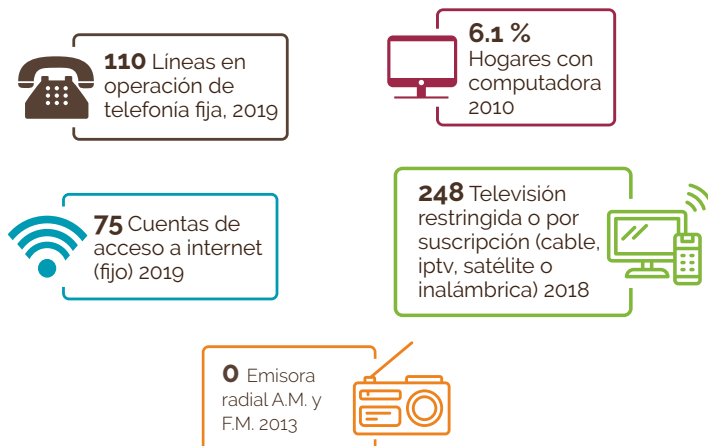 110 Líneas en
operación de
telefonía fija, 2019
6.1 %
Hogares con
computadora
2010
75 Cuentas de
acceso a internet
(fijo) 2019
248 Televisión
restringida o por
suscripción (cable,
iptv, satélite o
inalámbrica) 2018
0 Emisora
radial A.M. y
F.M. 2013